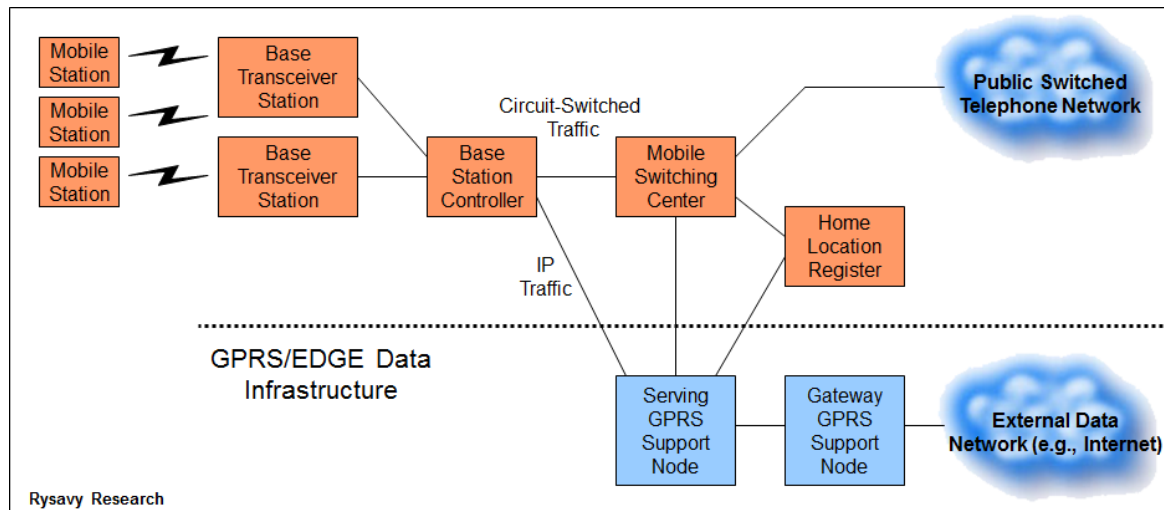 Mobile
Station
Mobile
Station
Mobile
Station
Base
Transceiver
Station
Base
Transceiver
Station
Circuit-Switched
Traffic
Base
Station
Controller
Mobile
Switching
Center
Public Switched
Telephone Network
Home
Location
Register
IP
Traffic
GPRS/EDGE Data
Infrastructure
Serving
GPRS
Support
Node
Gateway
GPRS
Support
Node
External Data
Network (e.g., Internet)
Rysavy Research